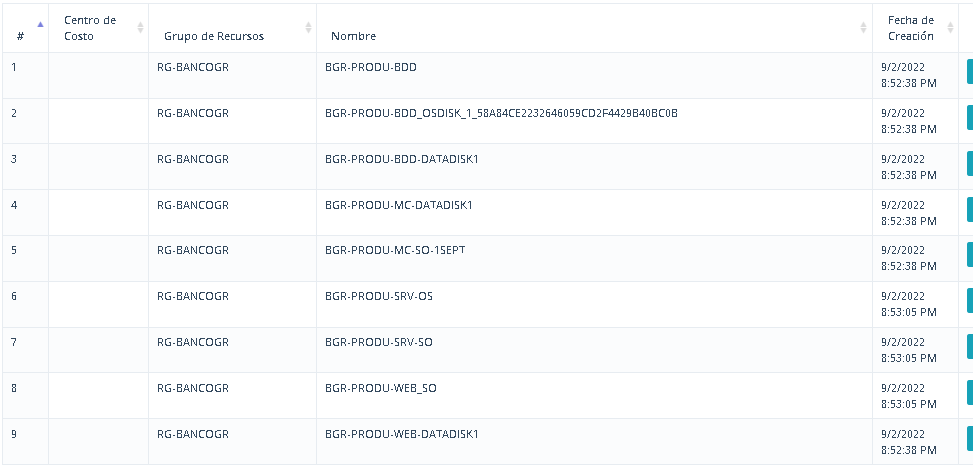 #
Centro de
Costo
Grupo de Recursos
Nombre
Fecha de
Creación
1 RG-BANCOGR BGR-PRODU-BDD 9/2/2022
8:52:38 PM
2 RG-BANCOGR BGR-PRODU-BDD_OSDISK_1_58A84CE2232646059CD2F4429B40BC0B 9/2/2022
8:52:38 PM
3 RG-BANCOGR BGR-PRODU-BDD-DATADISK1 9/2/2022
8:52:38 PM
4 RG-BANCOGR BGR-PRODU-MC-DATADISK1 9/2/2022
8:52:38 PM
5 RG-BANCOGR BGR-PRODU-MC-SO-1SEPT 9/2/2022
8:52:38 PM
6 RG-BANCOGR BGR-PRODU-SRV-OS 9/2/2022
8:53:05 PM
7 RG-BANCOGR BGR-PRODU-SRV-SO 9/2/2022
8:53:05 PM
8 RG-BANCOGR BGR-PRODU-WEB_SO 9/2/2022
8:53:05 PM
9 RG-BANCOGR BGR-PRODU-WEB-DATADISK1 9/2/2022
8:52:38 PM